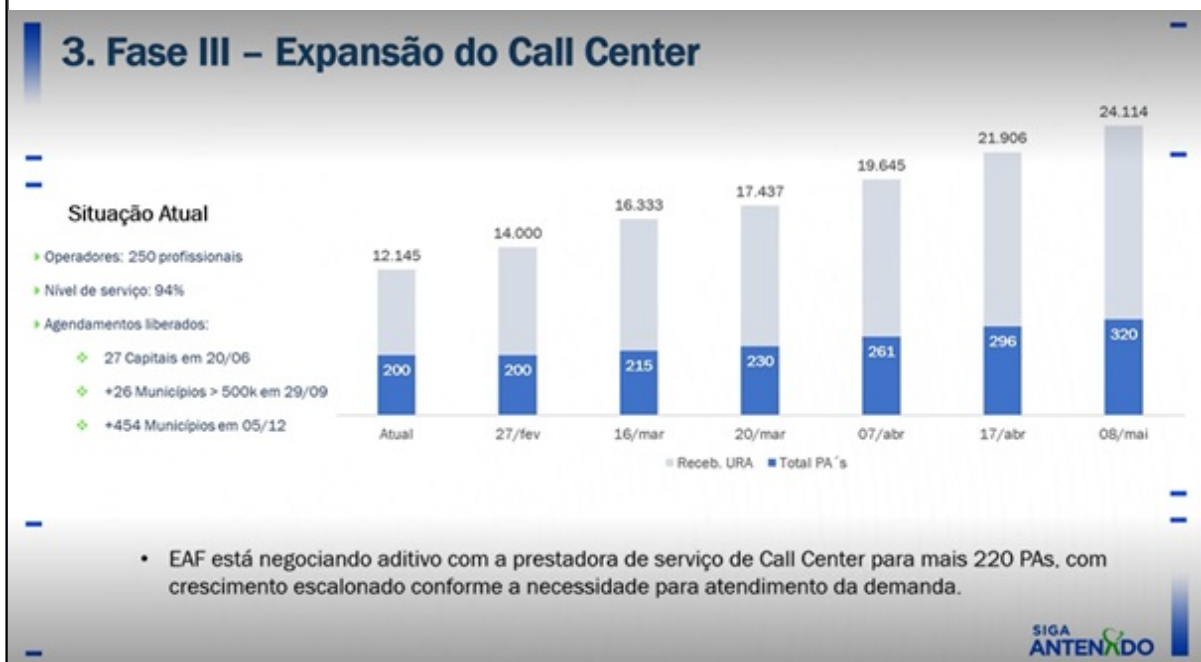 3. Fase III – Expansão do Call Center
Situação Atual
Operadores: 250 profissionais
Nível de serviço: 94%
Agendamentos liberados:
27 Capitais em 20/06
+26 Municípios > 500k em 29/09
+454 Municípios em 05/12
12.145
14.000
16.333
17.437
19.645
21.906
24.114
200
200
215
230
261
296
320
Atual
27/fev
16/mar
20/mar
07/abr
17/abr
08/mai
Receb. URA
Total PA´s
• EAF está negociando aditivo com a prestadora de serviço de Call Center para mais 220 PAs, com
crescimento escalonado conforme a necessidade para atendimento da demanda.
SIGA
ANTENADO